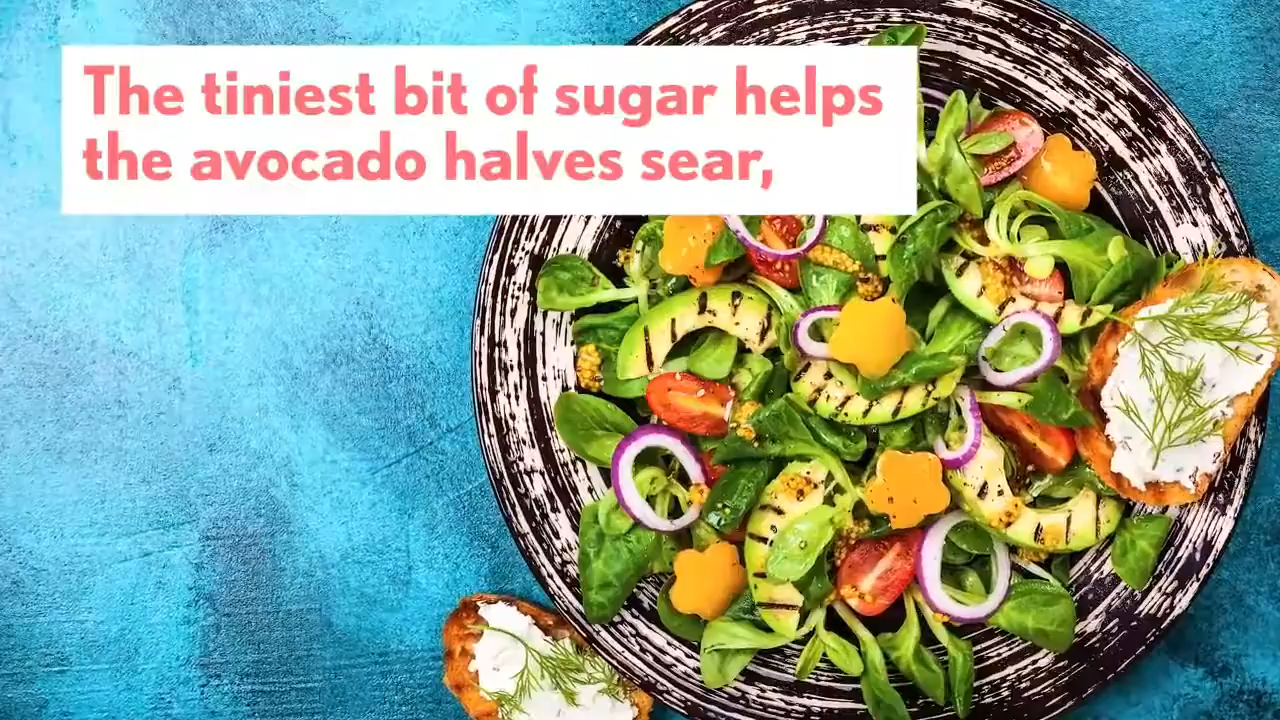 The tiniest bit of sugar helps
the avocado halves sear,